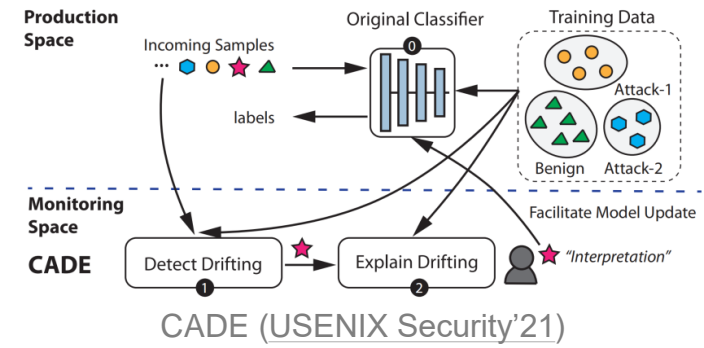 Production
Space
Original Classifier
0
Training Data
Incoming Samples
...
labels
Attack-1
Benign
Attack-2
Monitoring
Space
Facilitate Model Update
CADE
Detect Drifting
1
Explain Drifting
2
"Interpretation"
CADE (USENIX Security'21)